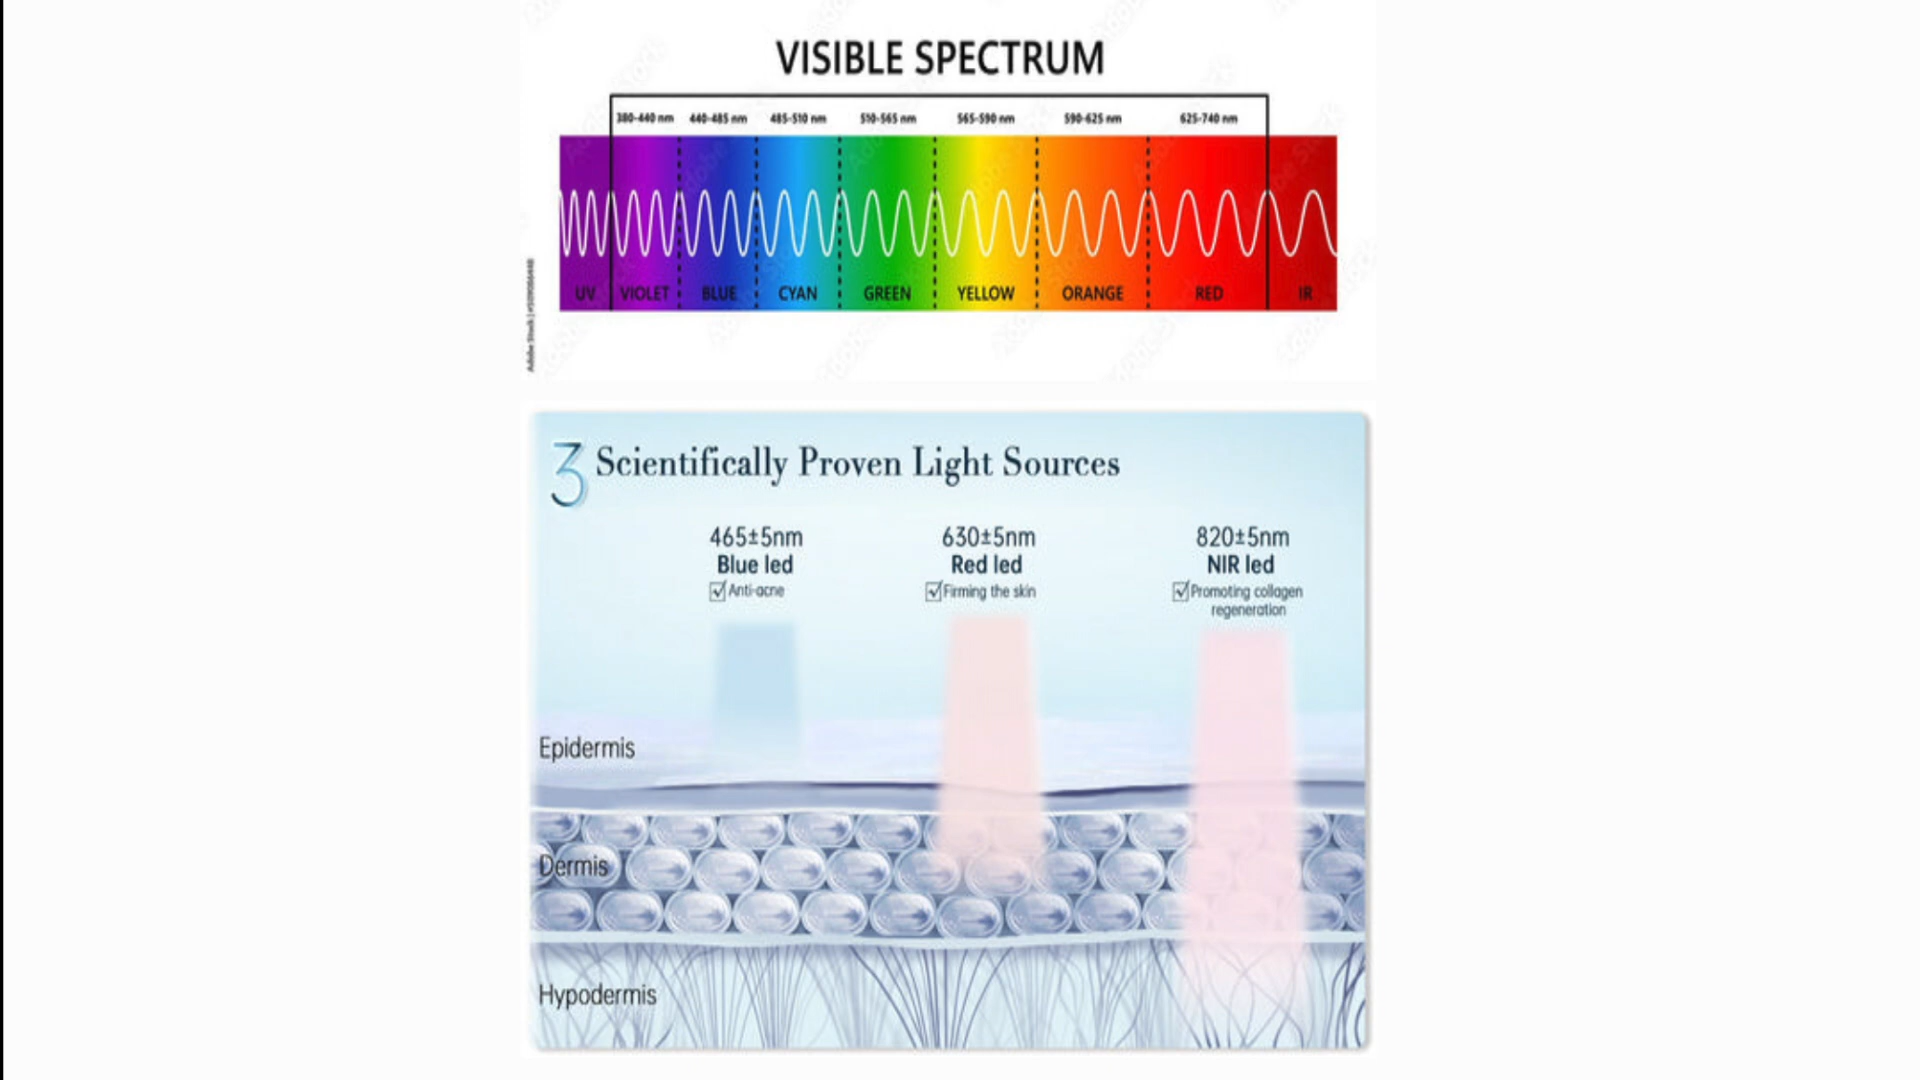 VISIBLE SPECTRUM
380-440 nm 440-485 nm 485-510 nm 510-565 nm 565-590 nm 590-625 nm 625-740 nm
UV VIOLET BLUE CYAN GREEN YELLOW ORANGE RED IR
3 Scientifically Proven Light Sources
465±5nm 630±5nm 820±5nm
Blue led Red led NIR led
Anti-acne Firming the skin Promoting collagen
regeneration
Epidermis
Dermis
Hypodermis